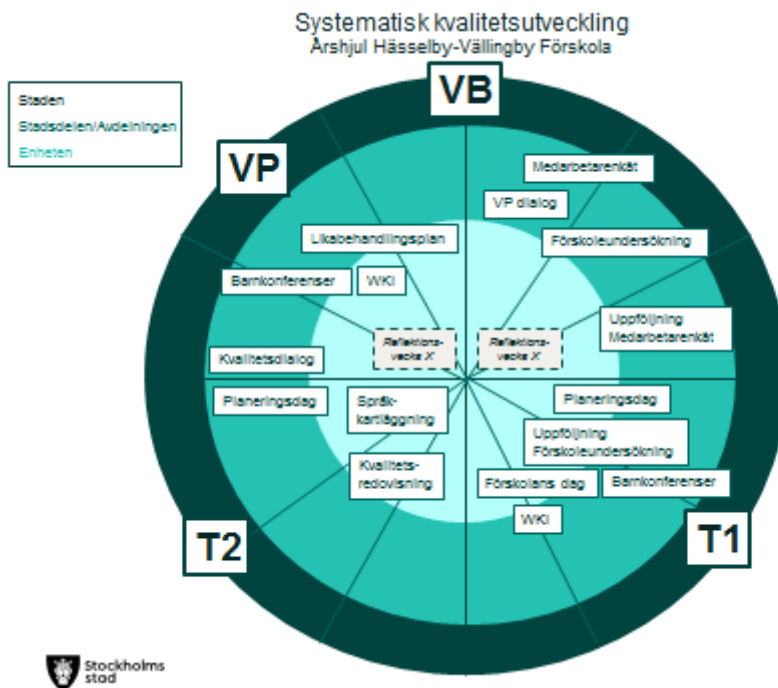 Systematisk kvalitetsutveckling
Årshjul Hässelby-Vällingby Förskola
Staden
Stadsdelen/Avdelningen
Enheten
VB
VP
Medarbetarenkät
VP dialog
Likabehandlingsplan
Förskoleundersökning
Barnkonferenser
WKI
Uppföljning
Medarbetarenkät
Reflektions-
vecka X
Reflektions-
vecka X
Kvalitetsdialog
Planeringsdag
Språk-
kartläggning
Planeringsdag
Uppföljning
Förskoleundersökning
Kvalitets-
redovisning
Förskolans dag
Barnkonferenser
WKI
T2
T1
Stockholms
stad